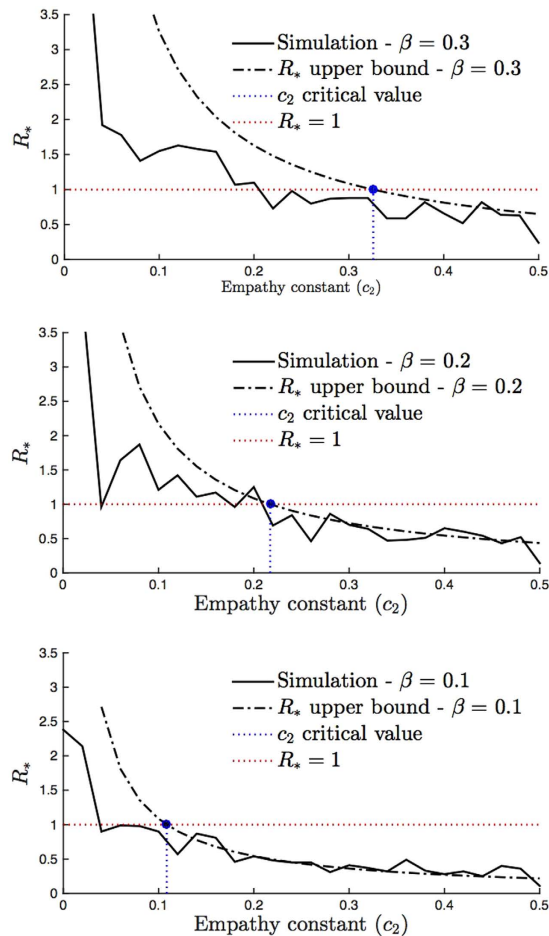 3.5
3
2.5
2
1.5
1
0.5
0
R*
Simulation - β = 0.3
R* upper bound - β = 0.3
c2 critical value
R* = 1
0 0.1 0.2 0.3 0.4 0.5
Empathy constant (c2)
3.5
3
2.5
2
1.5
1
0.5
0
R*
Simulation - β = 0.2
R* upper bound - β = 0.2
c2 critical value
R* = 1
0 0.1 0.2 0.3 0.4 0.5
Empathy constant (c2)
3.5
3
2.5
2
1.5
1
0.5
0
R*
Simulation - β = 0.1
R* upper bound - β = 0.1
c2 critical value
R* = 1
0 0.1 0.2 0.3 0.4 0.5
Empathy constant (c2)